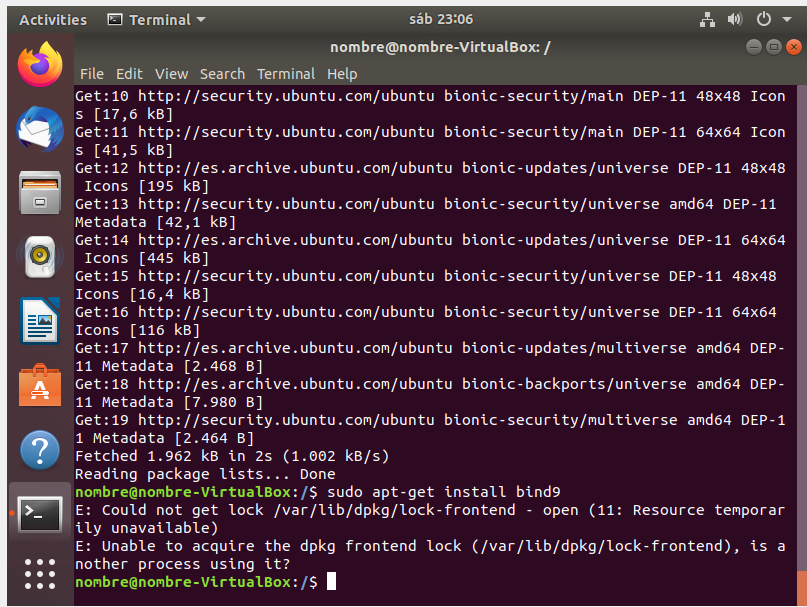 Activities Terminal sáb 23:06
nombre@nombre-VirtualBox: /
File Edit View Search Terminal Help
Get:10 http://security.ubuntu.com/ubuntu bionic-security/main DEP-11 48x48 Icon
s [17,6 kB]
Get:11 http://security.ubuntu.com/ubuntu bionic-security/main DEP-11 64x64 Icon
s [41,5 kB]
Get:12 http://es.archive.ubuntu.com/ubuntu bionic-updates/universe DEP-11 48x48
 Icons [195 kB]
Get:13 http://security.ubuntu.com/ubuntu bionic-security/universe amd64 DEP-11
Metadata [42,1 kB]
Get:14 http://es.archive.ubuntu.com/ubuntu bionic-updates/universe DEP-11 64x64
 Icons [445 kB]
Get:15 http://security.ubuntu.com/ubuntu bionic-security/universe DEP-11 48x48
Icons [16,4 kB]
Get:16 http://security.ubuntu.com/ubuntu bionic-security/universe DEP-11 64x64
Icons [116 kB]
Get:17 http://es.archive.ubuntu.com/ubuntu bionic-updates/multiverse amd64 DEP-
11 Metadata [2.468 B]
Get:18 http://es.archive.ubuntu.com/ubuntu bionic-backports/universe amd64 DEP-
11 Metadata [7.980 B]
Get:19 http://security.ubuntu.com/ubuntu bionic-security/multiverse amd64 DEP-1
1 Metadata [2.464 B]
Fetched 1.962 kB in 2s (1.002 kB/s)
Reading package lists... Done
nombre@nombre-VirtualBox:/$ sudo apt-get install bind9
E: Could not get lock /var/lib/dpkg/lock-frontend - open (11: Resource temporar
ily unavailable)
E: Unable to acquire the dpkg frontend lock (/var/lib/dpkg/lock-frontend), is a
nother process using it?
nombre@nombre-VirtualBox:/$